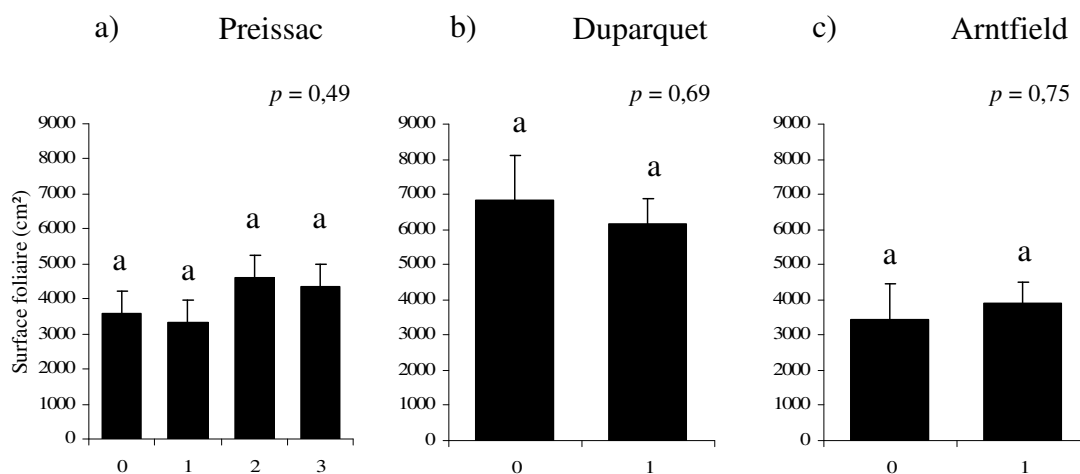 a) Preissac b) Duparquet c) Arntfield
p = 0,49 p = 0,69 p = 0,75
Surface foliaire (cm²)
9000 9000 9000
8000 8000 8000
7000 7000 7000
6000 6000 6000
5000 5000 5000
4000 4000 4000
3000 3000 3000
2000 2000 2000
1000 1000 1000
0 0 0
a a a a a a a a
0 1 2 3 0 1 0 1